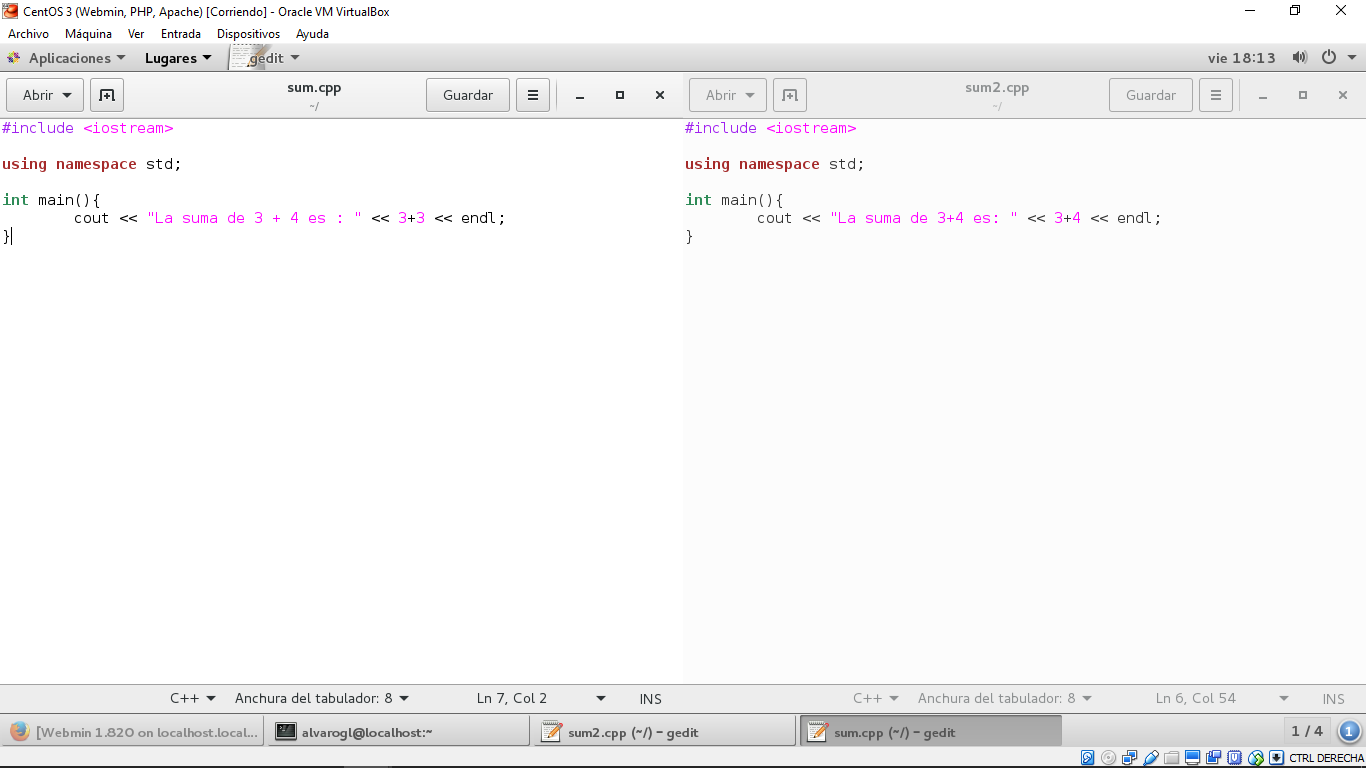 CentOS 3 (Webmin, PHP, Apache) [Corriendo] - Oracle VM VirtualBox
Archivo Máquina Ver Entrada Dispositivos Ayuda
Aplicaciones Lugares gedit vie 18:13
Abrir sum.cpp Guardar
~/
#include <iostream>
using namespace std;
int main(){
cout << "La suma de 3 + 4 es : " << 3+3 << endl;
}
C++ Anchura del tabulador: 8 Ln 7, Col 2 INS
Abrir sum2.cpp Guardar
~/
#include <iostream>
using namespace std;
int main(){
cout << "La suma de 3+4 es: " << 3+4 << endl;
}
C++ Anchura del tabulador: 8 Ln 6, Col 54 INS
[Webmin 1.820 on localhost.local... alvarogl@localhost:~ sum2.cpp (~/) - gedit sum.cpp (~/) - gedit 1 / 4 1
CTRL DERECHA